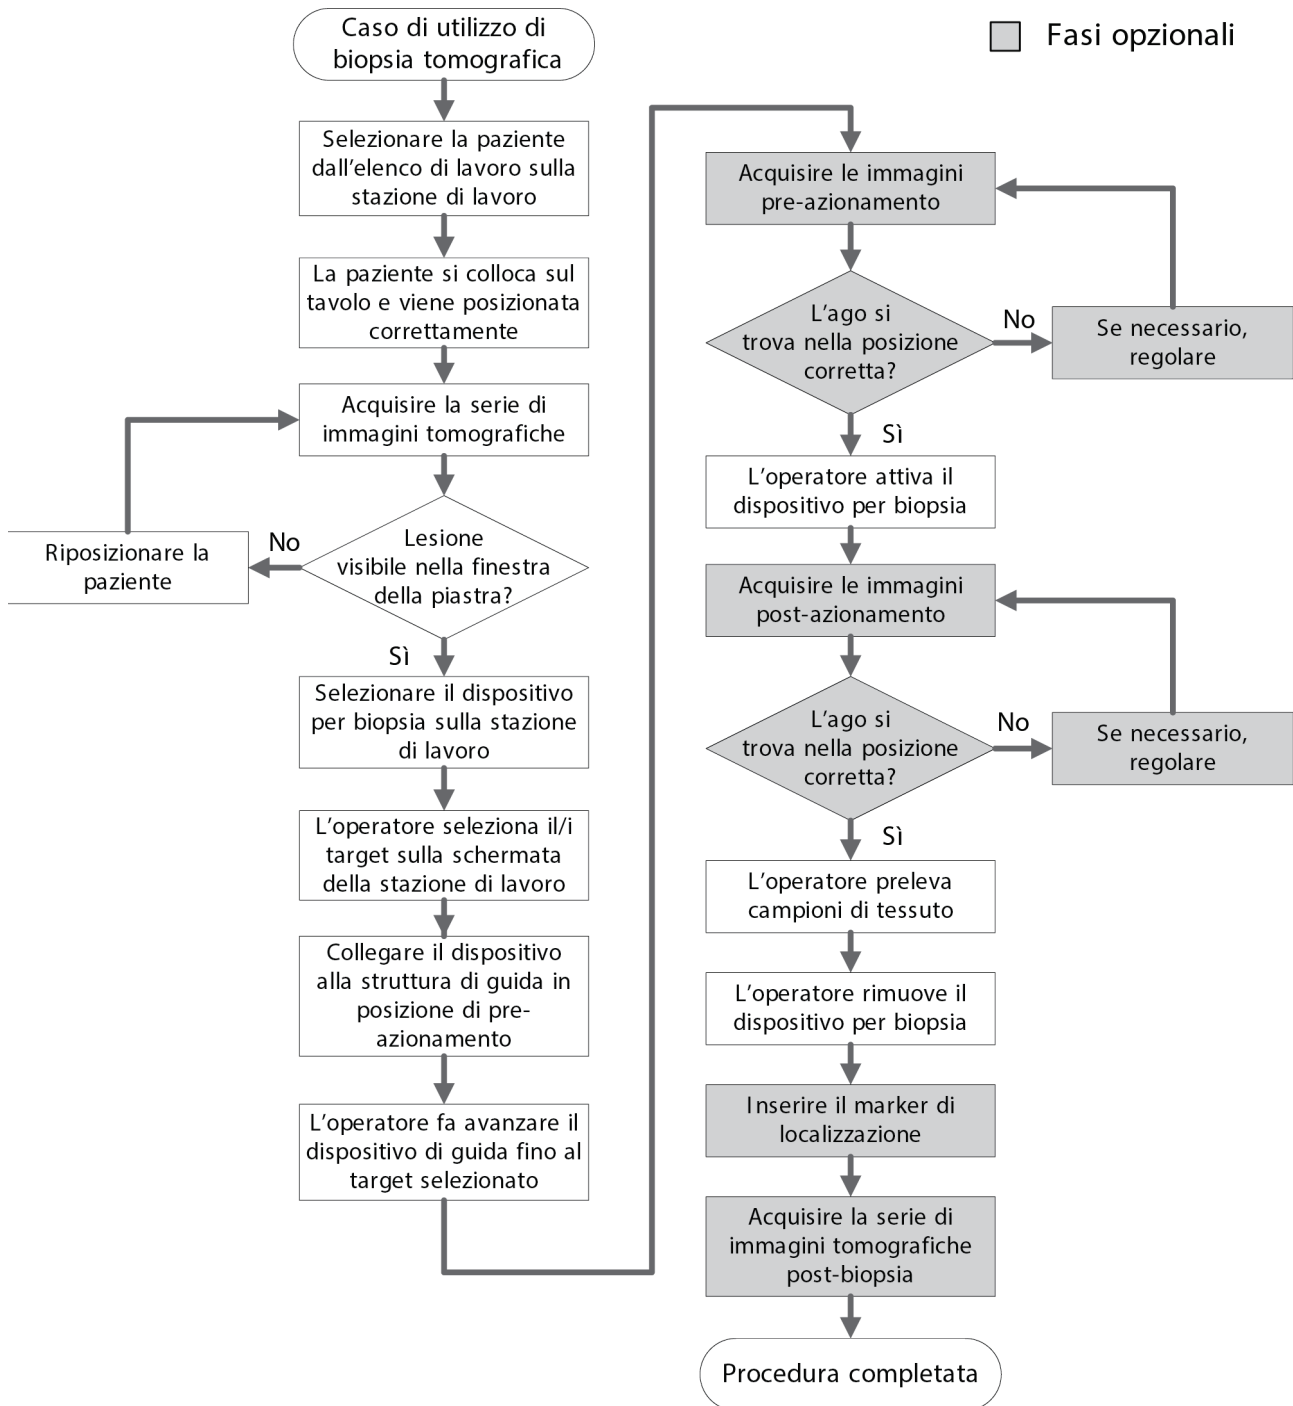 Caso di utilizzo di
biopsia tomografica
Selezionare la paziente
dall'elenco di lavoro sulla
stazione di lavoro
La paziente si colloca sul
tavolo e viene posizionata
correttamente
Acquisire la serie di
immagini tomografiche
Lesione
visibile nella finestra
della piastra?
No
Riposizionare la
paziente
Sì
Selezionare il dispositivo
per biopsia sulla stazione
di lavoro
L'operatore seleziona il/i
target sulla schermata
della stazione di lavoro
Collegare il dispositivo
alla struttura di guida in
posizione di pre-
azionamento
L'operatore fa avanzare il
dispositivo di guida fino al
target selezionato
Fasi opzionali
Acquisire le immagini
pre-azionamento
L'ago si
trova nella posizione
corretta?
No
Se necessario,
regolare
Sì
L'operatore attiva il
dispositivo per biopsia
Acquisire le immagini
post-azionamento
L'ago si
trova nella posizione
corretta?
No
Se necessario,
regolare
Sì
L'operatore preleva
campioni di tessuto
L'operatore rimuove il
dispositivo per biopsia
Inserire il marker di
localizzazione
Acquisire la serie di
immagini tomografiche
post-biopsia
Procedura completata